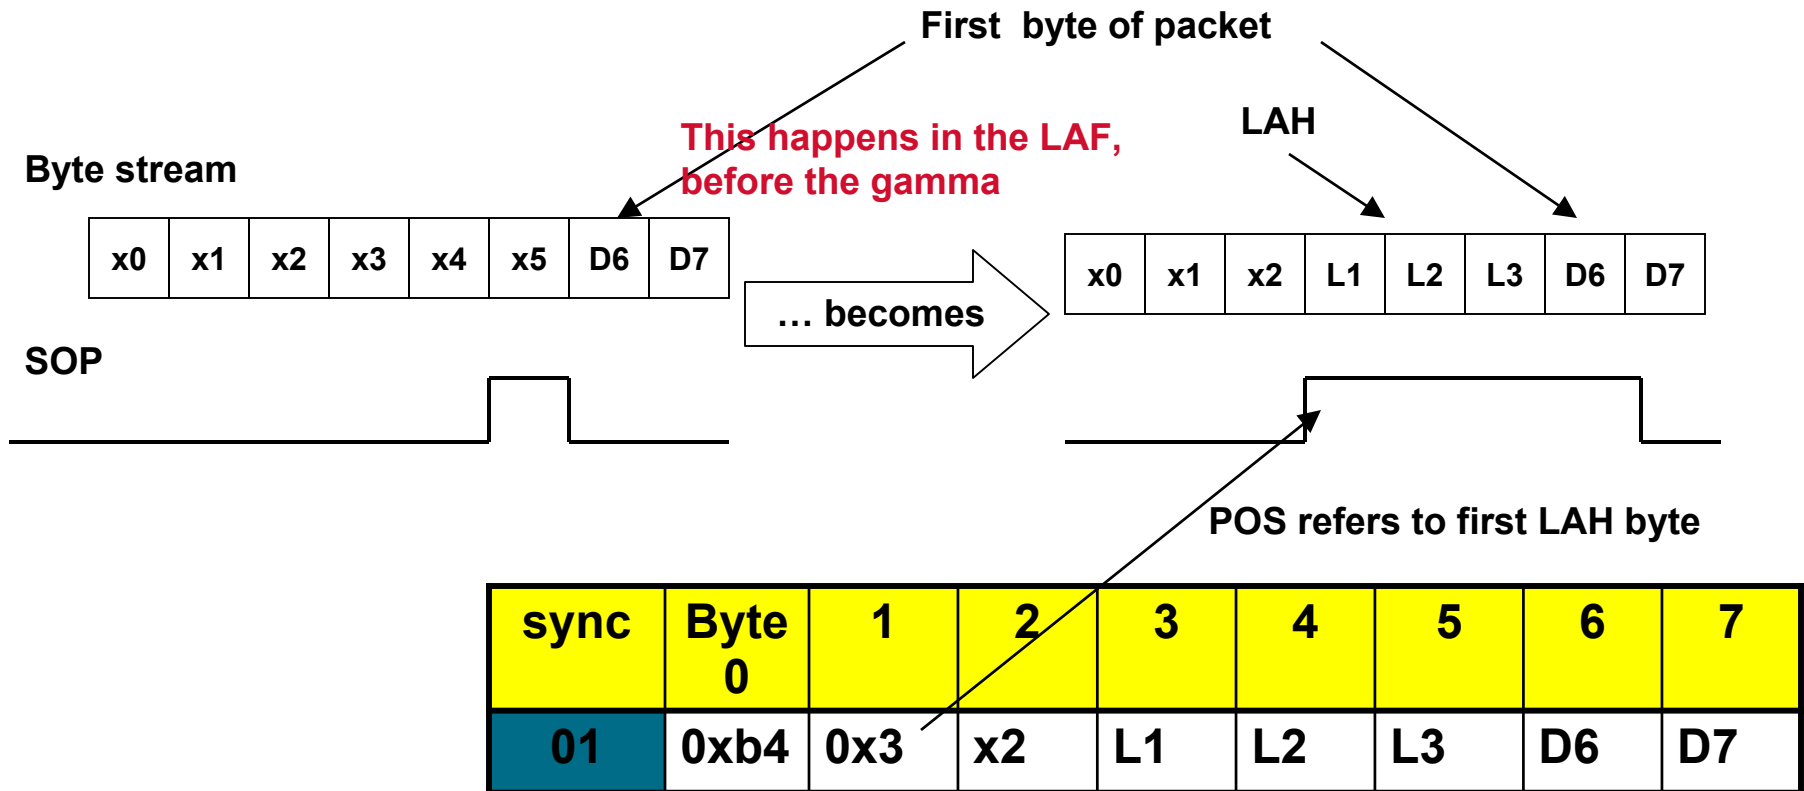 First byte of packet
This happens in the LAF,
before the gamma
LAH
Byte stream
x0 x1 x2 x3 x4 x5 D6 D7
… becomes
x0 x1 x2 L1 L2 L3 D6 D7
SOP
POS refers to first LAH byte
sync Byte 0 1 2 3 4 5 6 7
01 0xb4 0x3 x2 L1 L2 L3 D6 D7